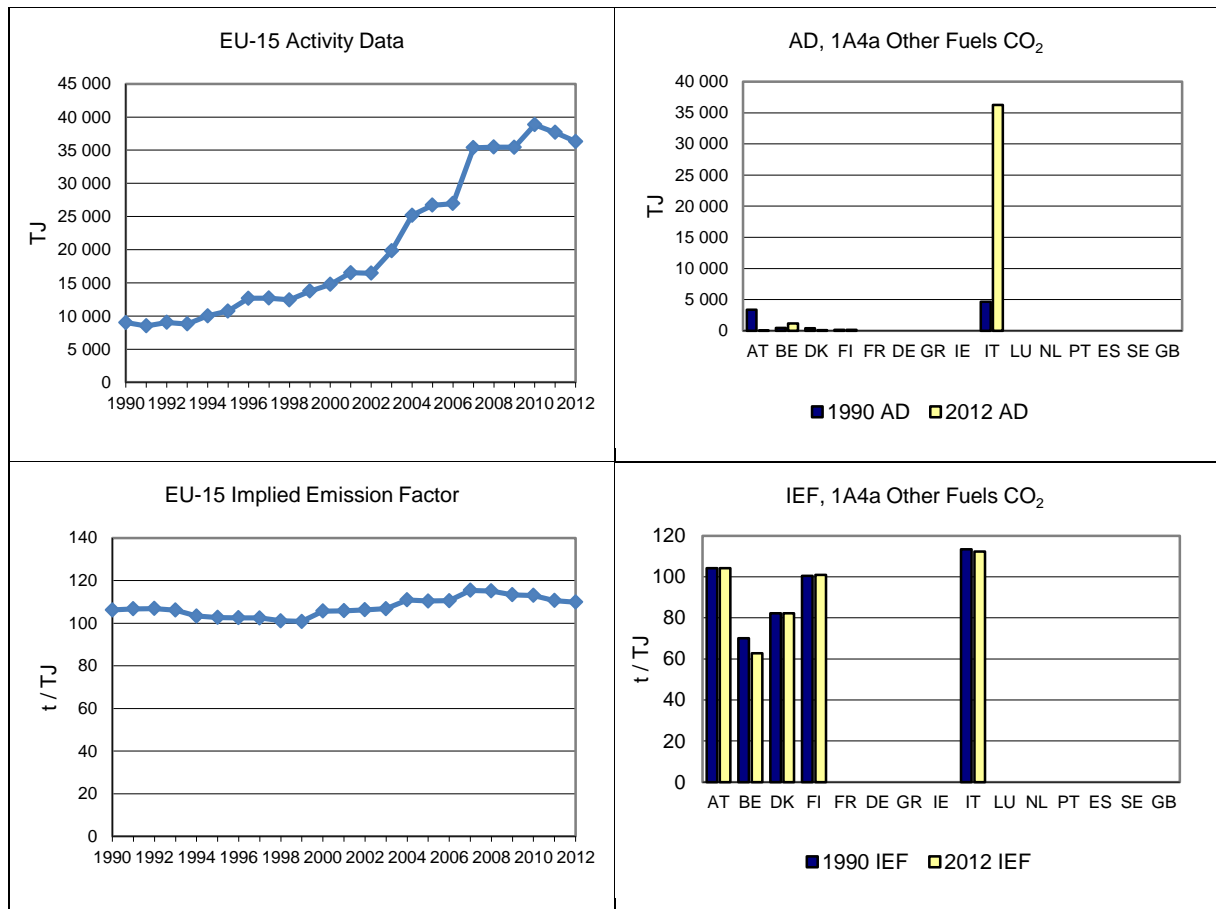 EU-15 Activity Data
45 000
40 000
35 000
30 000
25 000
20 000
15 000
10 000
5 000
0
TJ
1990 1992 1994 1996 1998 2000 2002 2004 2006 2008 2010 2012
AD, 1A4a Other Fuels CO₂
40 000
35 000
30 000
25 000
20 000
15 000
10 000
5 000
0
TJ
AT BE DK FI FR DE GR IE IT LU NL PT ES SE GB
1990 AD 2012 AD
EU-15 Implied Emission Factor
140
120
100
80
60
40
20
0
t / TJ
1990 1992 1994 1996 1998 2000 2002 2004 2006 2008 2010 2012
IEF, 1A4a Other Fuels CO₂
120
100
80
60
40
20
0
t / TJ
AT BE DK FI FR DE GR IE IT LU NL PT ES SE GB
1990 IEF 2012 IEF